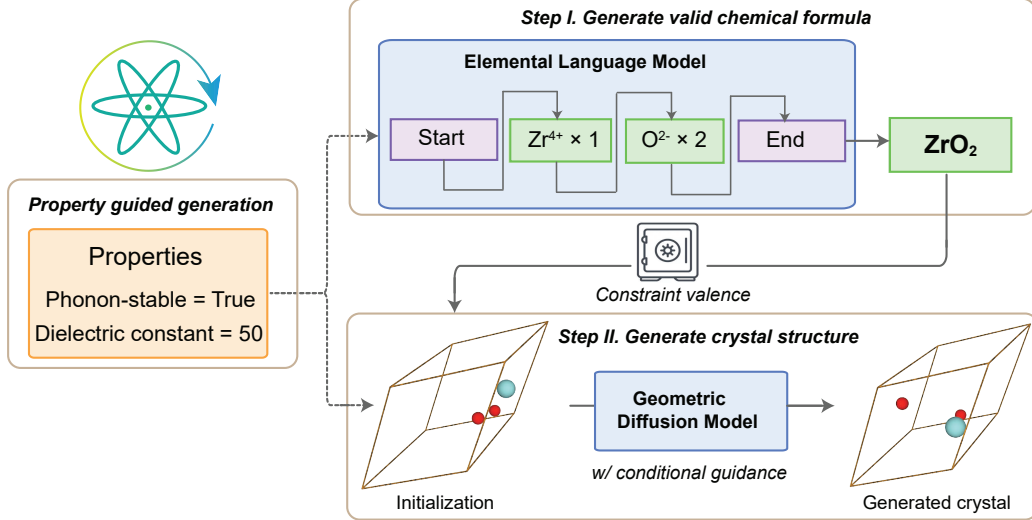 Step I. Generate valid chemical formula
Elemental Language Model
Start
Zr⁴⁺ × 1
O²⁻ × 2
End
ZrO₂
Property guided generation
Properties
Phonon-stable = True
Dielectric constant = 50
Constraint valence
Step II. Generate crystal structure
Geometric
Diffusion Model
w/ conditional guidance
Initialization
Generated crystal